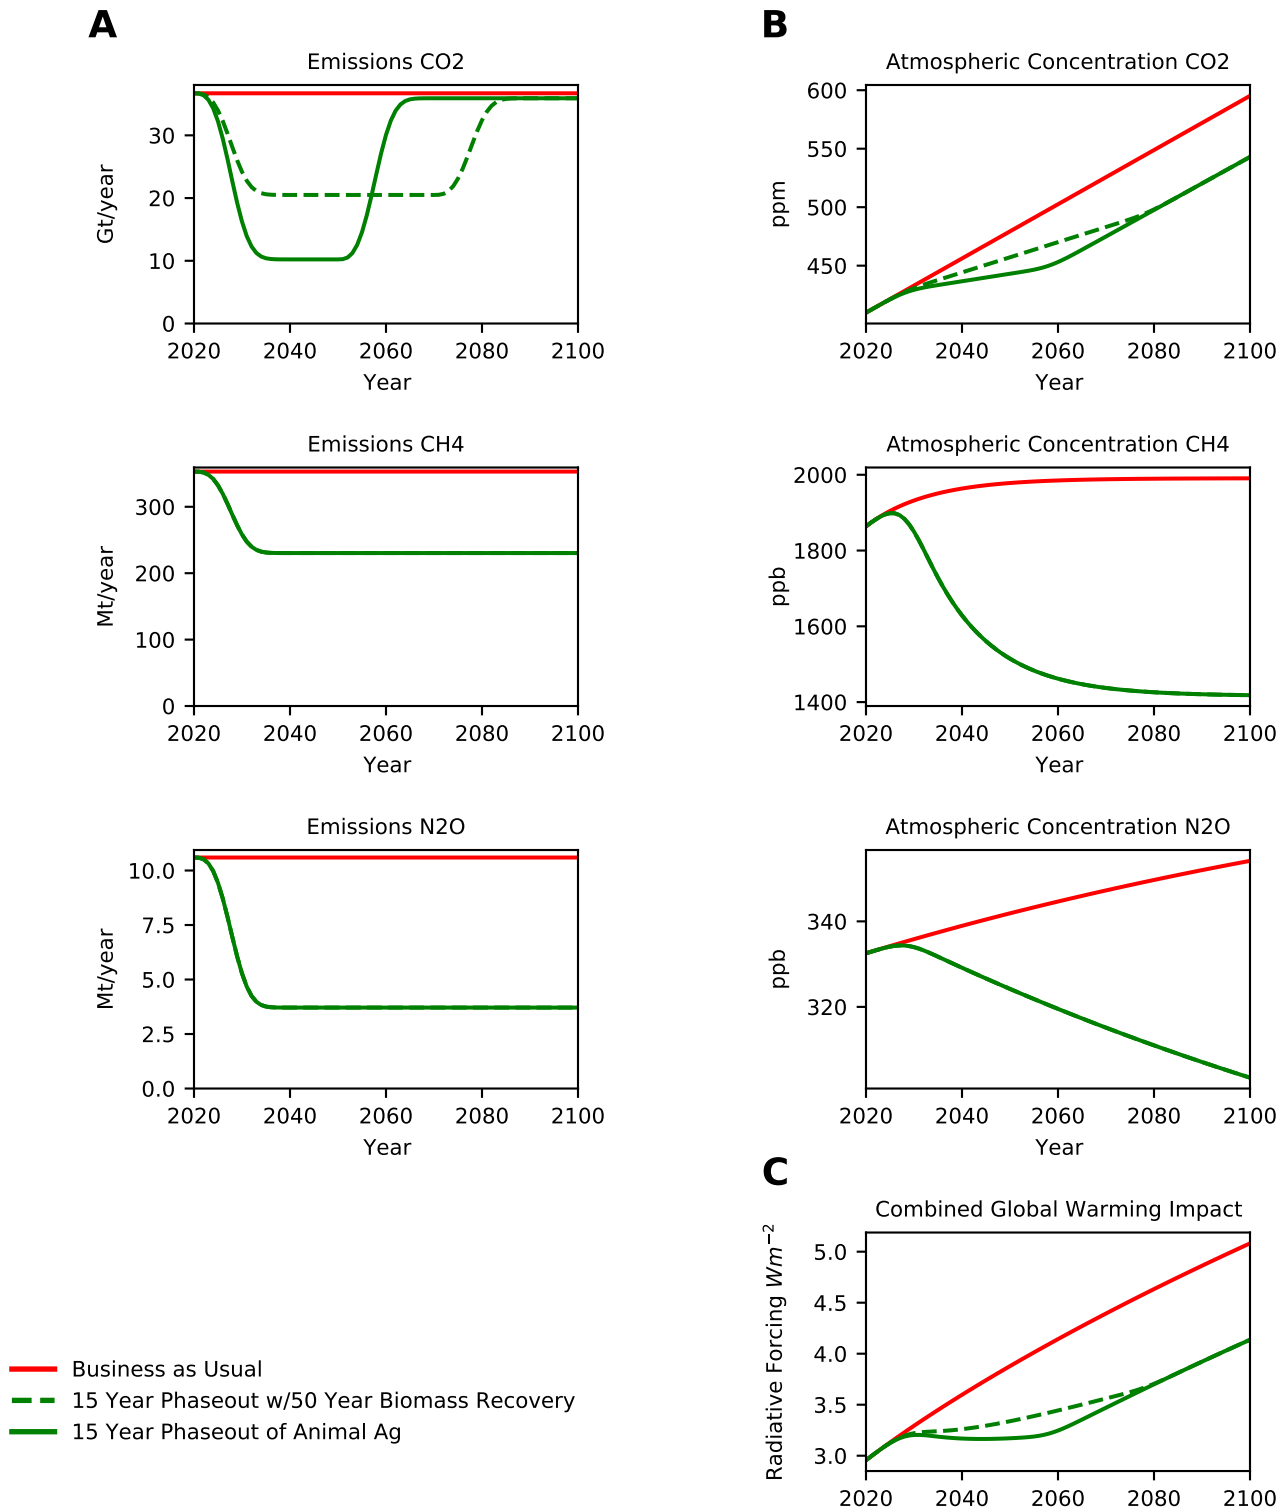 A
B
Emissions CO2
Atmospheric Concentration CO2
Gt/year
30
20
10
0
2020 2040 2060 2080 2100
Year
ppm
600
550
500
450
2020 2040 2060 2080 2100
Year
Emissions CH4
Atmospheric Concentration CH4
Mt/year
300
200
100
0
2020 2040 2060 2080 2100
Year
ppb
2000
1800
1600
1400
2020 2040 2060 2080 2100
Year
Emissions N2O
Atmospheric Concentration N2O
Mt/year
10.0
7.5
5.0
2.5
0.0
2020 2040 2060 2080 2100
Year
ppb
340
320
2020 2040 2060 2080 2100
Year
C
Combined Global Warming Impact
Radiative Forcing Wm⁻²
5.0
4.5
4.0
3.5
3.0
2020 2040 2060 2080 2100
Business as Usual
15 Year Phaseout w/50 Year Biomass Recovery
15 Year Phaseout of Animal Ag